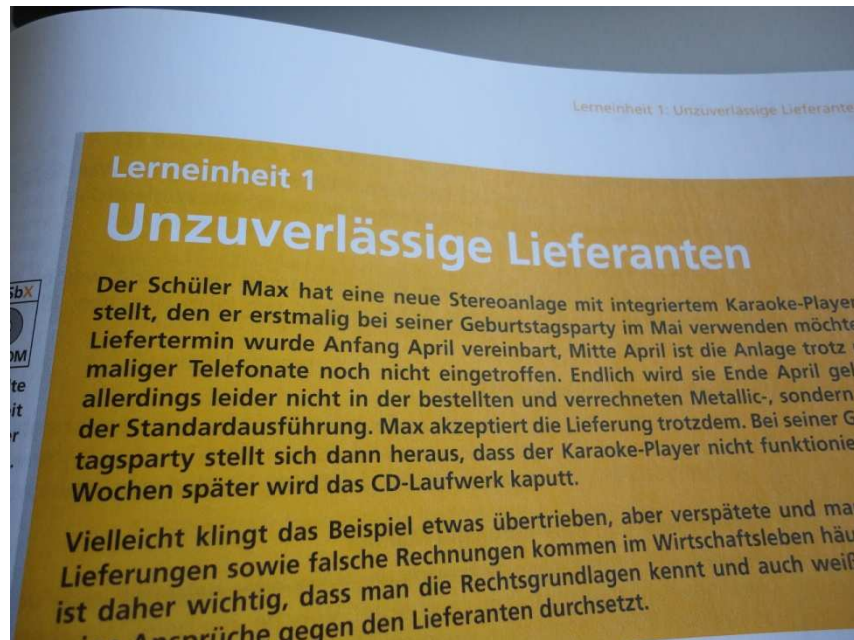 Lerneinheit 1: Unzuverlässige Lieferante
Lerneinheit 1
Unzuverlässige Lieferanten
Der Schüler Max hat eine neue Stereoanlage mit integriertem Karaoke-Player
stellt, den er erstmalig bei seiner Geburtstagsparty im Mai verwenden möchte
Liefertermin wurde Anfang April vereinbart, Mitte April ist die Anlage trotz
maliger Telefonate noch nicht eingetroffen. Endlich wird sie Ende April gel
allerdings leider nicht in der bestellten und verrechneten Metallic-, sondern
der Standardausführung. Max akzeptiert die Lieferung trotzdem. Bei seiner G
tagsparty stellt sich dann heraus, dass der Karaoke-Player nicht funktionie
Wochen später wird das CD-Laufwerk kaputt.
Vielleicht klingt das Beispiel etwas übertrieben, aber verspätete und ma
Lieferungen sowie falsche Rechnungen kommen im Wirtschaftsleben häu
ist daher wichtig, dass man die Rechtsgrundlagen kennt und auch weiß
Ansprüche gegen den Lieferanten durchsetzt.
SbX
OM
te
it
r